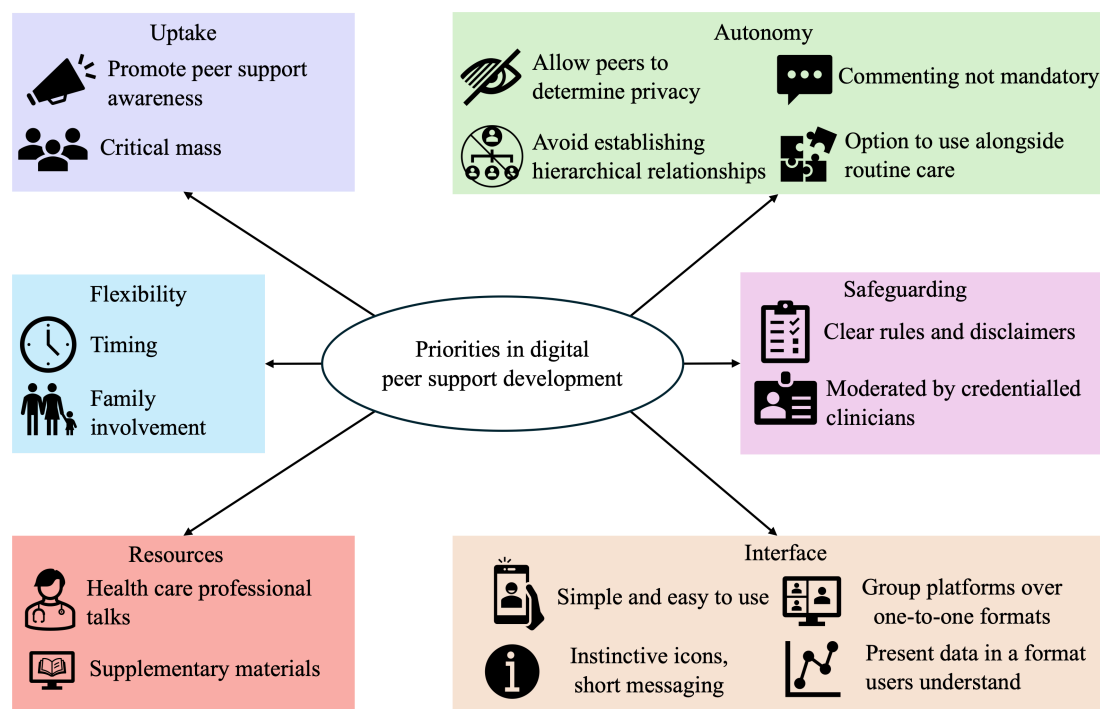 Uptake
Promote peer support
awareness
Critical mass
Autonomy
Allow peers to
determine privacy
Commenting not mandatory
Avoid establishing
hierarchical relationships
Option to use alongside
routine care
Flexibility
Timing
Family
involvement
Priorities in digital
peer support development
Safeguarding
Clear rules and disclaimers
Moderated by credentialled
clinicians
Resources
Health care professional
talks
Supplementary materials
Interface
Simple and easy to use
Group platforms over
one-to-one formats
Instinctive icons,
short messaging
Present data in a format
users understand